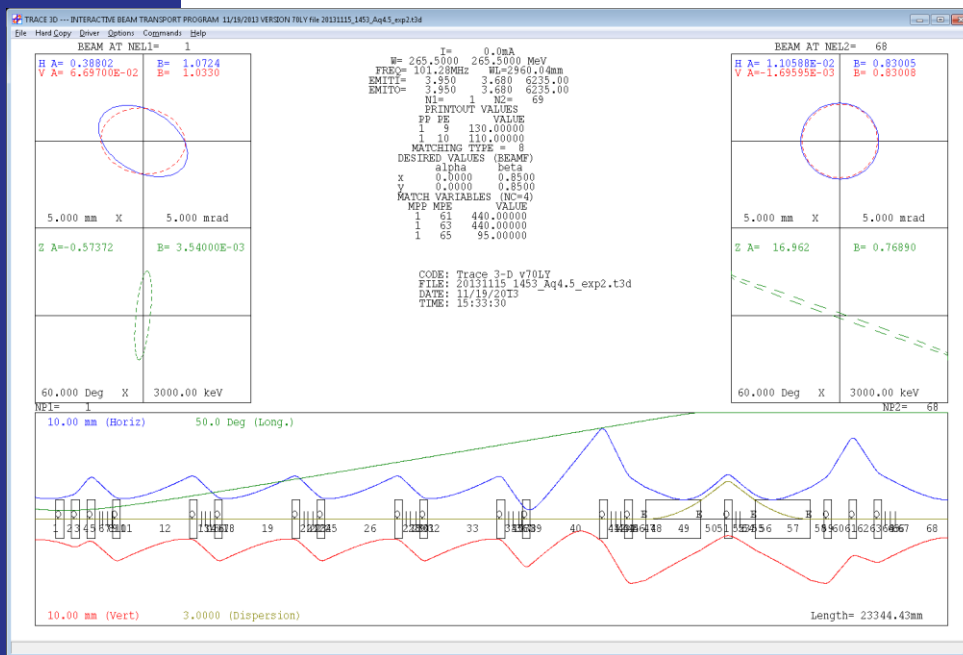 TRACE 3D --- INTERACTIVE BEAM TRANSPORT PROGRAM 11/18/2013 VERSION 70LY file 20131115_1453_Aq4.5_exp2.t3d
File Hard Copy Driver Options Commands Help
BEAM AT NEL1= 1
H A= 0.38802 B= 1.0724
V A= 6.69700E-02 B= 1.0330
5.000 mm X 5.000 mrad
Z A=-0.57372 B= 3.54000E-03
60.000 Deg X 3000.00 keV
NP1= 1
I= 0.0mA
W= 265.5000 265.5000 MeV
FREQ= 101.28MHz WL=2960.04mm
EMITI= 3.950 3.680 6235.00
EMITO= 3.950 3.680 6235.00
N1= 1 N2= 69
PRINTOUT VALUES
PP PE VALUE
1 9 130.00000
1 10 110.00000
MATCHING TYPE = 8
DESIRED VALUES (BEAMF)
alpha beta
x 0.0000 0.8500
y 0.0000 0.8500
MATCH VARIABLES (NC=4)
MPP MPE VALUE
1 61 440.00000
1 63 440.00000
1 65 95.00000
CODE: Trace 3-D v70LY
FILE: 20131115_1453_Aq4.5_exp2.t3d
DATE: 11/19/2013
TIME: 15:33:30
BEAM AT NEL2= 68
H A= 1.10588E-02 B= 0.83005
V A=-1.69595E-03 B= 0.83008
5.000 mm X 5.000 mrad
Z A= 16.962 B= 0.76890
60.000 Deg X 3000.00 keV
NP2= 68
10.00 mm (Horiz) 50.0 Deg (Long.)
Q Q Q Q Q Q Q Q Q Q Q Q Q Q E E Q E E Q Q Q
1 12 19 26 33 40 49 57 68
10.00 mm (Vert) 3.0000 (Dispersion) Length= 23344.43mm